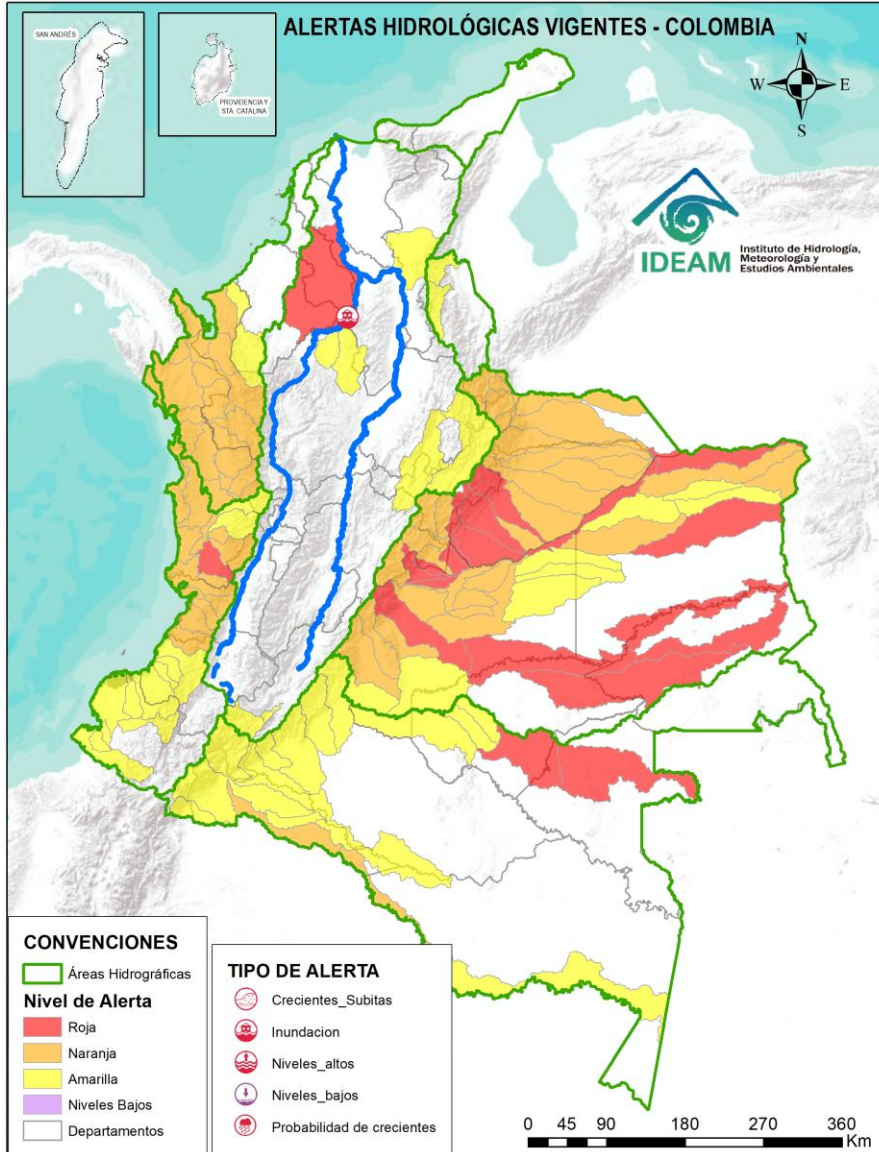 ALERTAS HIDROLÓGICAS VIGENTES - COLOMBIA
SAN ANDRÉS
PROVIDENCIA Y
STA. CATALINA
N
W
E
S
IDEAM
Instituto de Hidrología,
Meteorología y
Estudios Ambientales
CONVENCIONES
Áreas Hidrográficas
Nivel de Alerta
Roja
Naranja
Amarilla
Niveles Bajos
Departamentos
TIPO DE ALERTA
Crecientes_Subitas
Inundacion
Niveles_altos
Niveles_bajos
Probabilidad de crecientes
0 45 90 180 270 360
Km